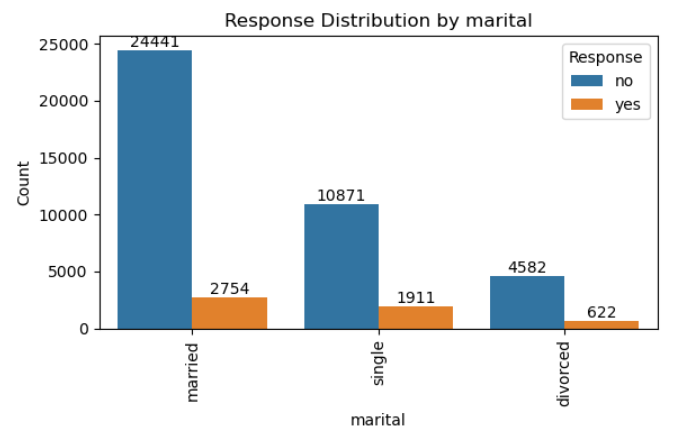 Response Distribution by marital
Count
25000
20000
15000
10000
5000
0
24441
2754
10871
1911
4582
622
Response
no
yes
married
single
divorced
marital